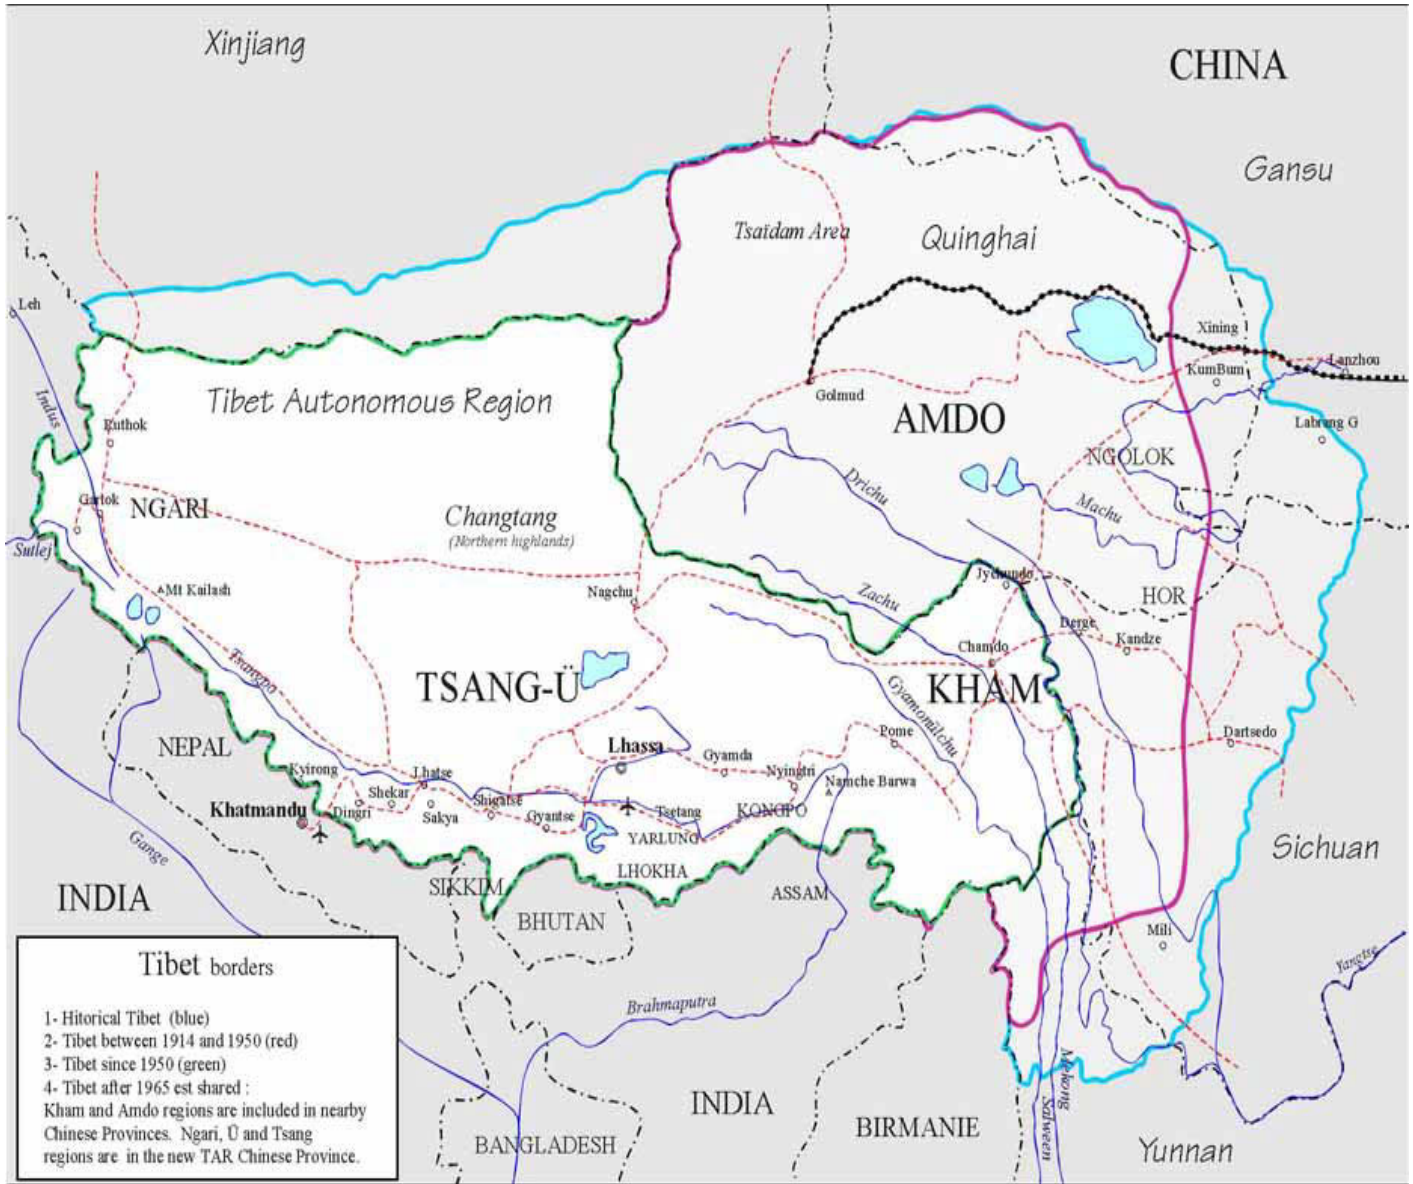 Xinjiang
CHINA
Gansu
Tsaïdam Area
Quinghai
Leh
Xining
Lanzhou
KumBum
Golmud
AMDO
Labrang G
Tibet Autonomous Region
Indus
Ruthok
NGOLOK
Drichu
Machu
Gartok
NGARI
Changtang
(Northern highlands)
Sutlej
Mt Kailash
Nagchu
Zachu
Jyekundo
HOR
Derge
Kandze
Chamdo
Tsangpo
TSANG-Ü
KHAM
Gyamomülchu
Pome
Dartsedo
NEPAL
Lhassa
Gyamda
Kyirong
Lhatse
Nyingtri
Namche Barwa
Shekar
Shigatse
Khatmandu
Dingri
Sakya
Gyantse
Tsetang
KONGPO
YARLUNG
Gange
Sichuan
LHOKHA
SIKKIM
ASSAM
INDIA
BHUTAN
Mili
Yangtse
Tibet borders
1- Hitorical Tibet (blue)
2- Tibet between 1914 and 1950 (red)
3- Tibet since 1950 (green)
4- Tibet after 1965 est shared :
Kham and Amdo regions are included in nearby
Chinese Provinces. Ngari, Ü and Tsang
regions are in the new TAR Chinese Province.
Brahmaputra
Mekong
Salween
INDIA
BIRMANIE
BANGLADESH
Yunnan